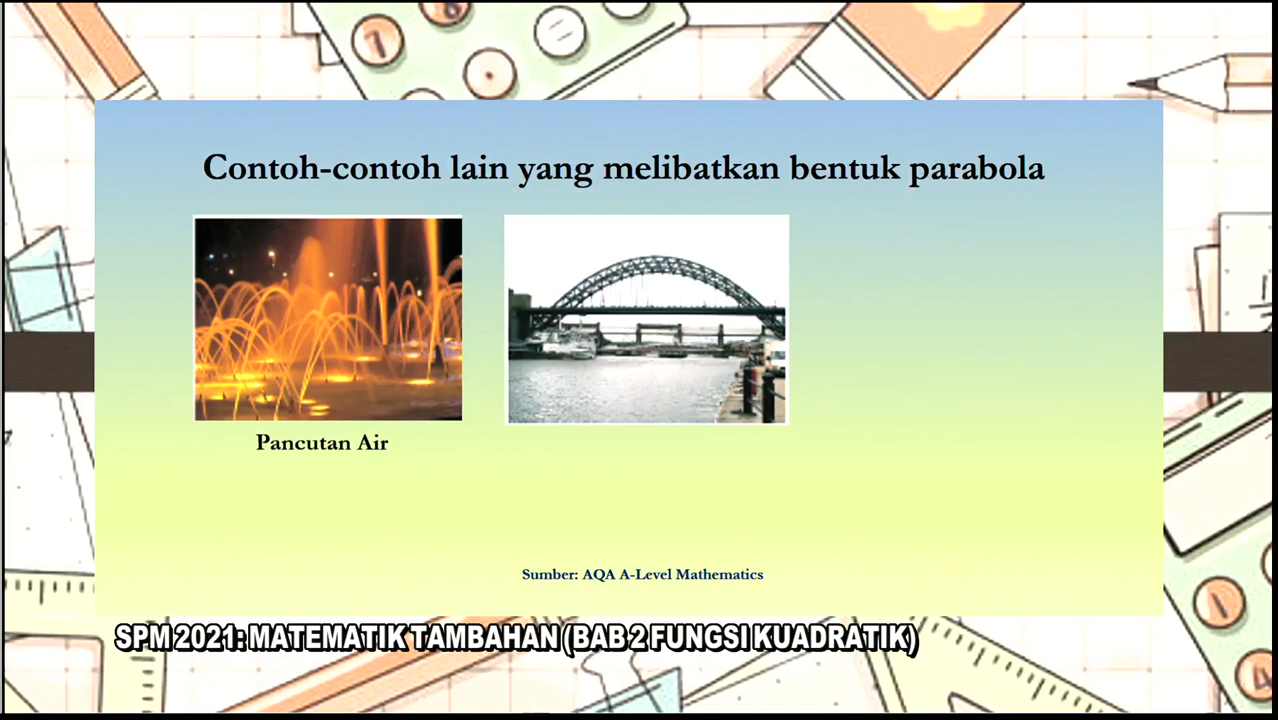 Contoh-contoh lain yang melibatkan bentuk parabola
Pancutan Air
Sumber: AQA A-Level Mathematics
SPM 2021: MATEMATIK TAMBAHAN (BAB 2 FUNGSI KUADRATIK)